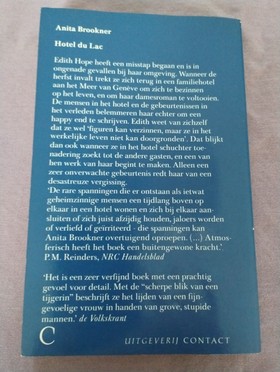 Anita Brookner
Hotel du Lac
Edith Hope heeft een misstap begaan en is in
ongenade gevallen bij haar omgeving. Wanneer de
herfst invalt trekt ze zich terug in een familiehotel
aan het Meer van Genève om zich te bezinnen
op het leven, en om haar damesroman te voltooien.
De mensen in het hotel en de gebeurtenissen in
het verleden belemmeren haar echter om een
happy end te schrijven. Edith weet van zichzelf
dat ze wel 'figuren kan verzinnen, maar ze in het
werkelijke leven niet kan doorgronden'. Dat blijkt
dan ook wanneer ze in het hotel schuchter toe-
nadering zoekt tot de andere gasten, en een van
hen werk van haar begint te maken. Alleen een
zeer onverwachte gebeurtenis redt haar van een
desastreuze vergissing.
'De rare spanningen die er ontstaan als ietwat
geheimzinnige mensen een tijdlang boven op
elkaar in een hotel wonen en zich bij elkaar aan-
sluiten of zich juist afzijdig houden, jaloers worden
of verliefd of geïrriteerd - die spanningen kan
Anita Brookner overtuigend oproepen. (...) Atmos-
ferisch heeft het boek een buitengewone kracht.'
P.M. Reinders, NRC Handelsblad
'Het is een zeer verfijnd boek met een prachtig
gevoel voor detail. Met de "scherpe blik van een
tijgerin" beschrijft ze het lijden van een fijn-
gevoelige vrouw in handen van grove, stupide
mannen.' de Volkskrant
C UITGEVERIJ CONTACT